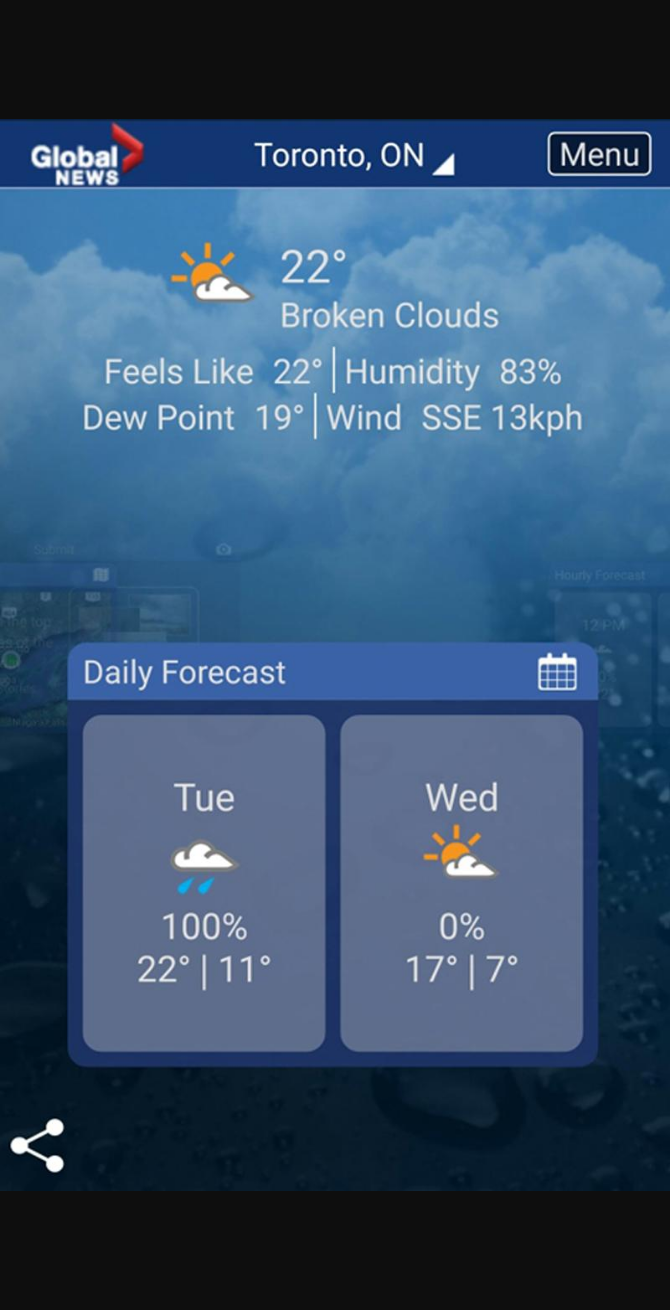 Global
NEWS
Toronto, ON
Menu
22°
Broken Clouds
Feels Like 22° | Humidity 83%
Dew Point 19° | Wind SSE 13kph
Submit
Hourly Forecast
12 PM
Daily Forecast
Tue
100%
22° | 11°
Wed
0%
17° | 7°